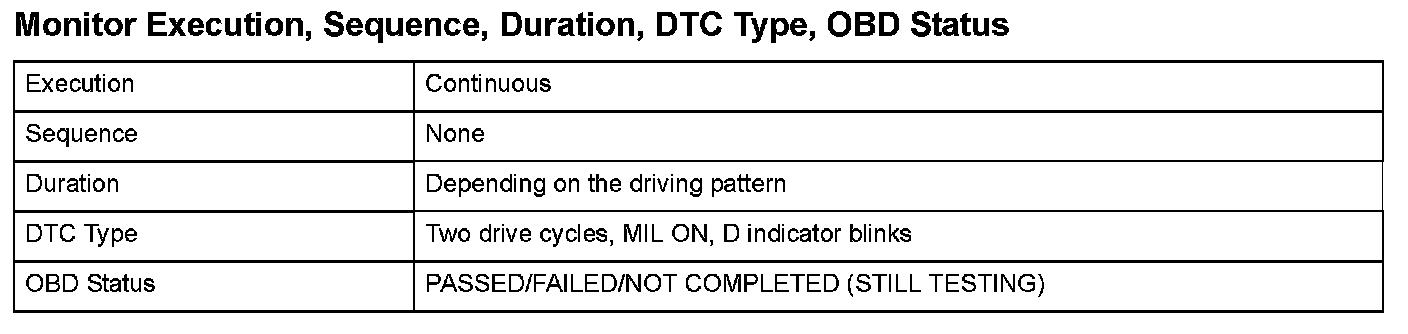 Monitor Execution, Sequence, Duration, DTC Type, OBD Status
Execution Continuous
Sequence None
Duration Depending on the driving pattern
DTC Type Two drive cycles, MIL ON, D indicator blinks
OBD Status PASSED/FAILED/NOT COMPLETED (STILL TESTING)